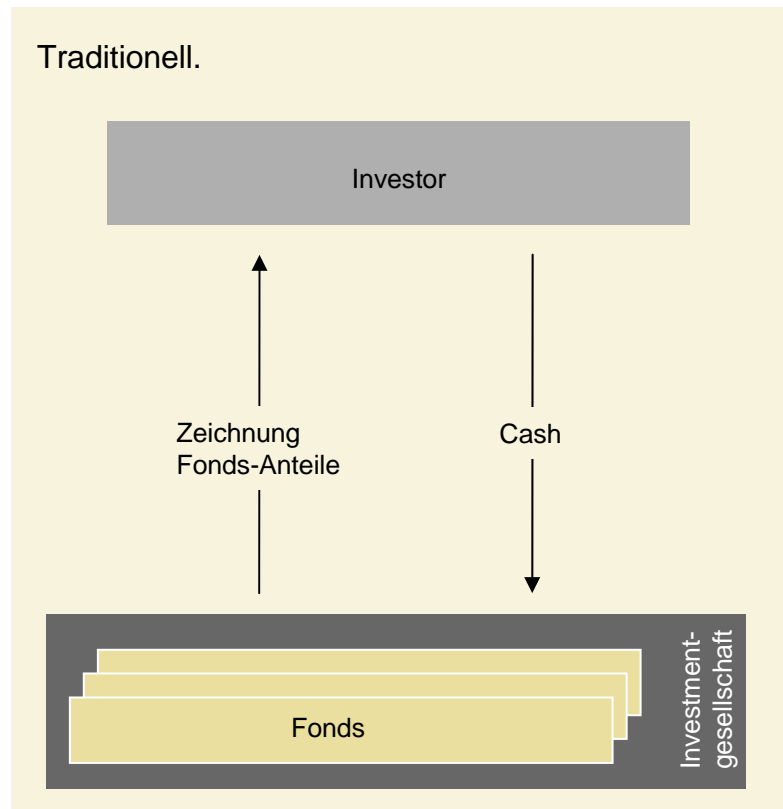 Traditionell.
Investor
Zeichnung
Fonds-Anteile
Cash
Fonds
Investment-
gesellschaft